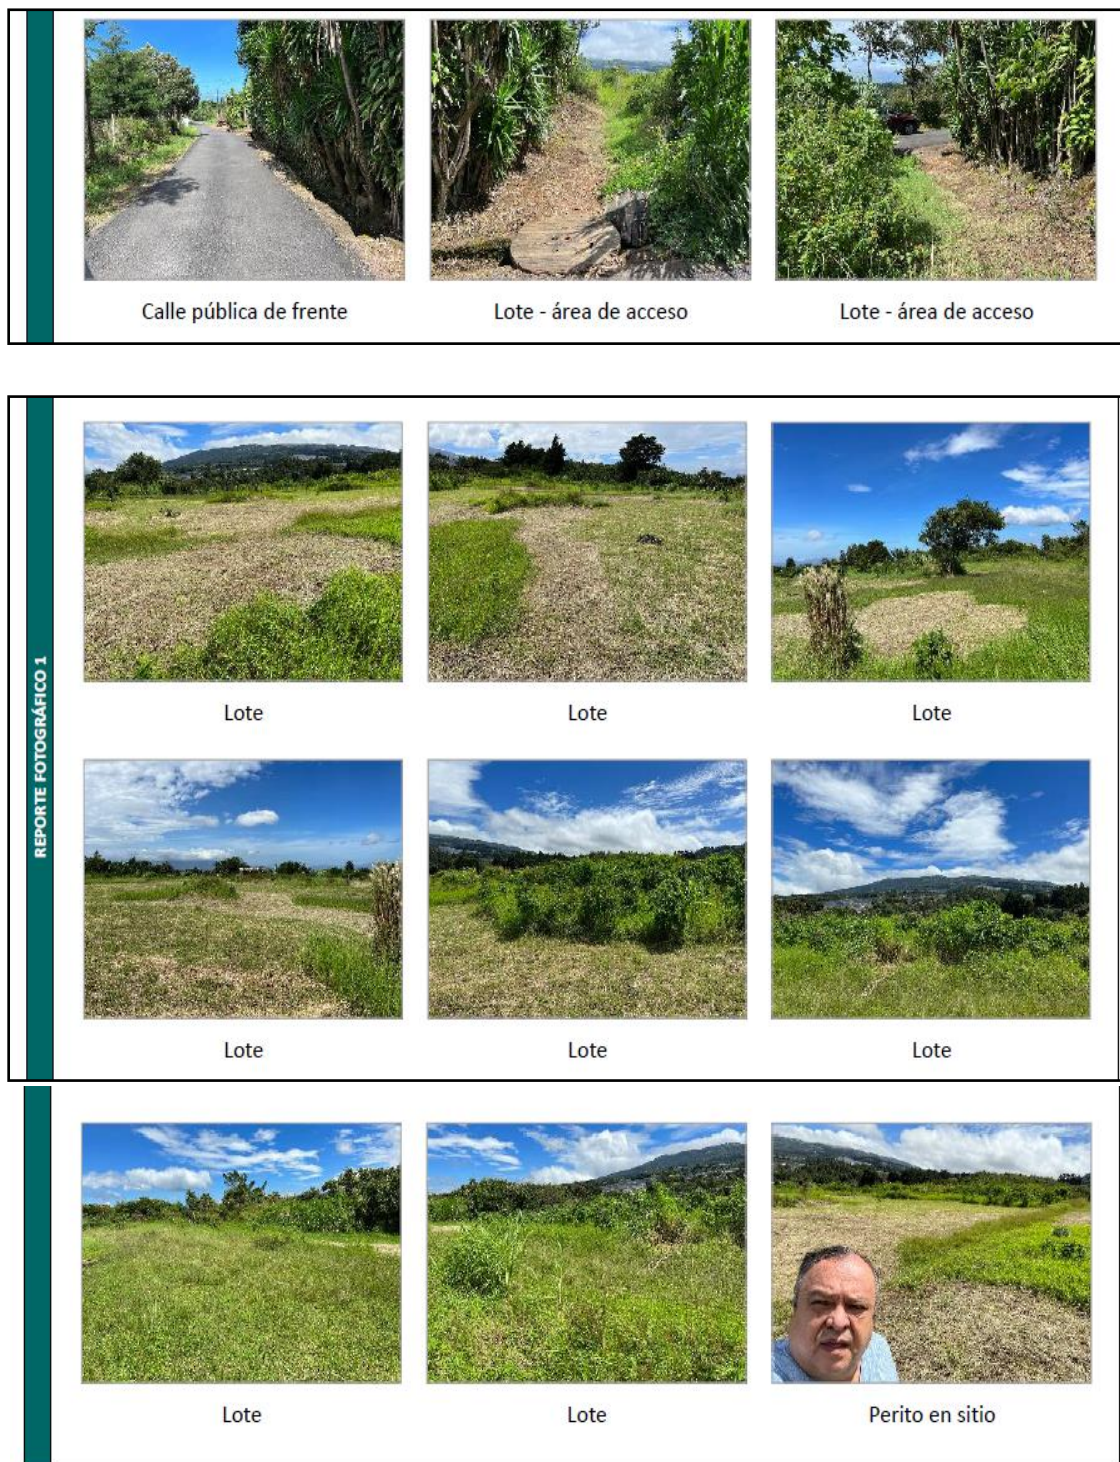 Calle pública de frente
Lote - área de acceso
Lote - área de acceso
REPORTE FOTOGRÁFICO 1
Lote
Lote
Lote
Lote
Lote
Lote
Lote
Lote
Perito en sitio